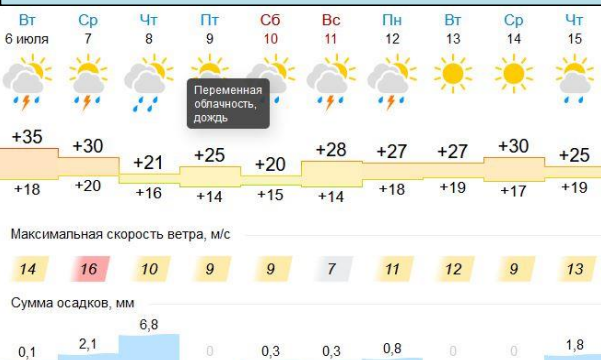 Вт Ср Чт Пт Сб Вс Пн Вт Ср Чт
6 июля 7 8 9 10 11 12 13 14 15
Переменная
облачность,
дождь
+35 +30 +21 +25 +20 +28 +27 +27 +30 +25
+18 +20 +16 +14 +15 +14 +18 +19 +17 +19
Максимальная скорость ветра, м/с
14 16 10 9 9 7 11 12 9 13
Сумма осадков, мм
0,1 2,1 6,8 0 0,3 0,3 0,8 0 0 1,8